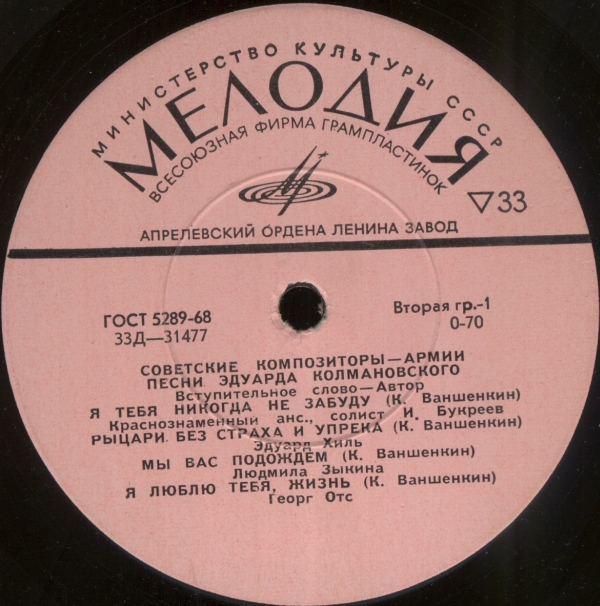 МИНИСТЕРСТВО КУЛЬТУРЫ СССР
МЕЛОДИЯ
ВСЕСОЮЗНАЯ ФИРМА ГРАМПЛАСТИНОК
▽33
АПРЕЛЕВСКИЙ ОРДЕНА ЛЕНИНА ЗАВОД
ГОСТ 5289-68
33Д—31477
Вторая гр.-1
0-70
СОВЕТСКИЕ КОМПОЗИТОРЫ—АРМИИ
ПЕСНИ ЭДУАРДА КОЛМАНОВСКОГО
Вступительное слово—Автор
Я ТЕБЯ НИКОГДА НЕ ЗАБУДУ (К. Ваншенкин)
Краснознаменный анс., солист И. Букреев
РЫЦАРИ БЕЗ СТРАХА И УПРЕКА (К. Ваншенкин)
Эдуард Хиль
МЫ ВАС ПОДОЖДЕМ (К. Ваншенкин)
Людмила Зыкина
Я ЛЮБЛЮ ТЕБЯ, ЖИЗНЬ (К. Ваншенкин)
Георг Отс